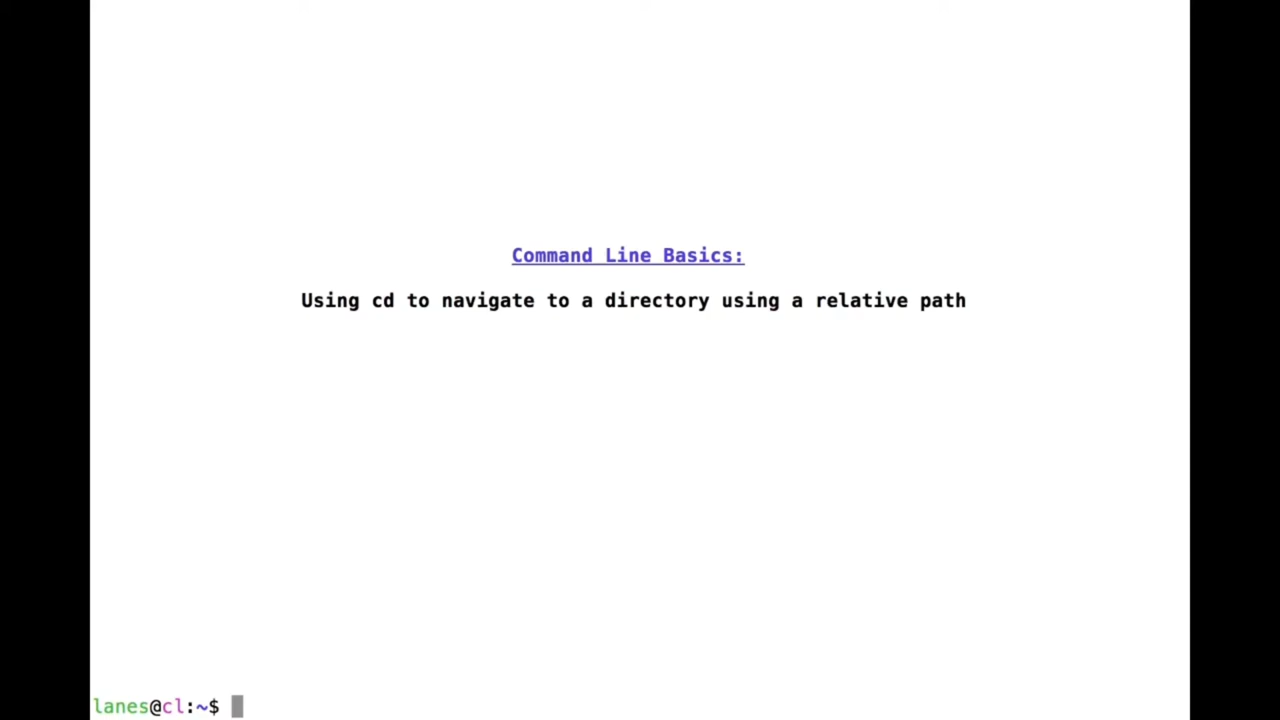 Command Line Basics:
Using cd to navigate to a directory using a relative path
lanes@cl:~$